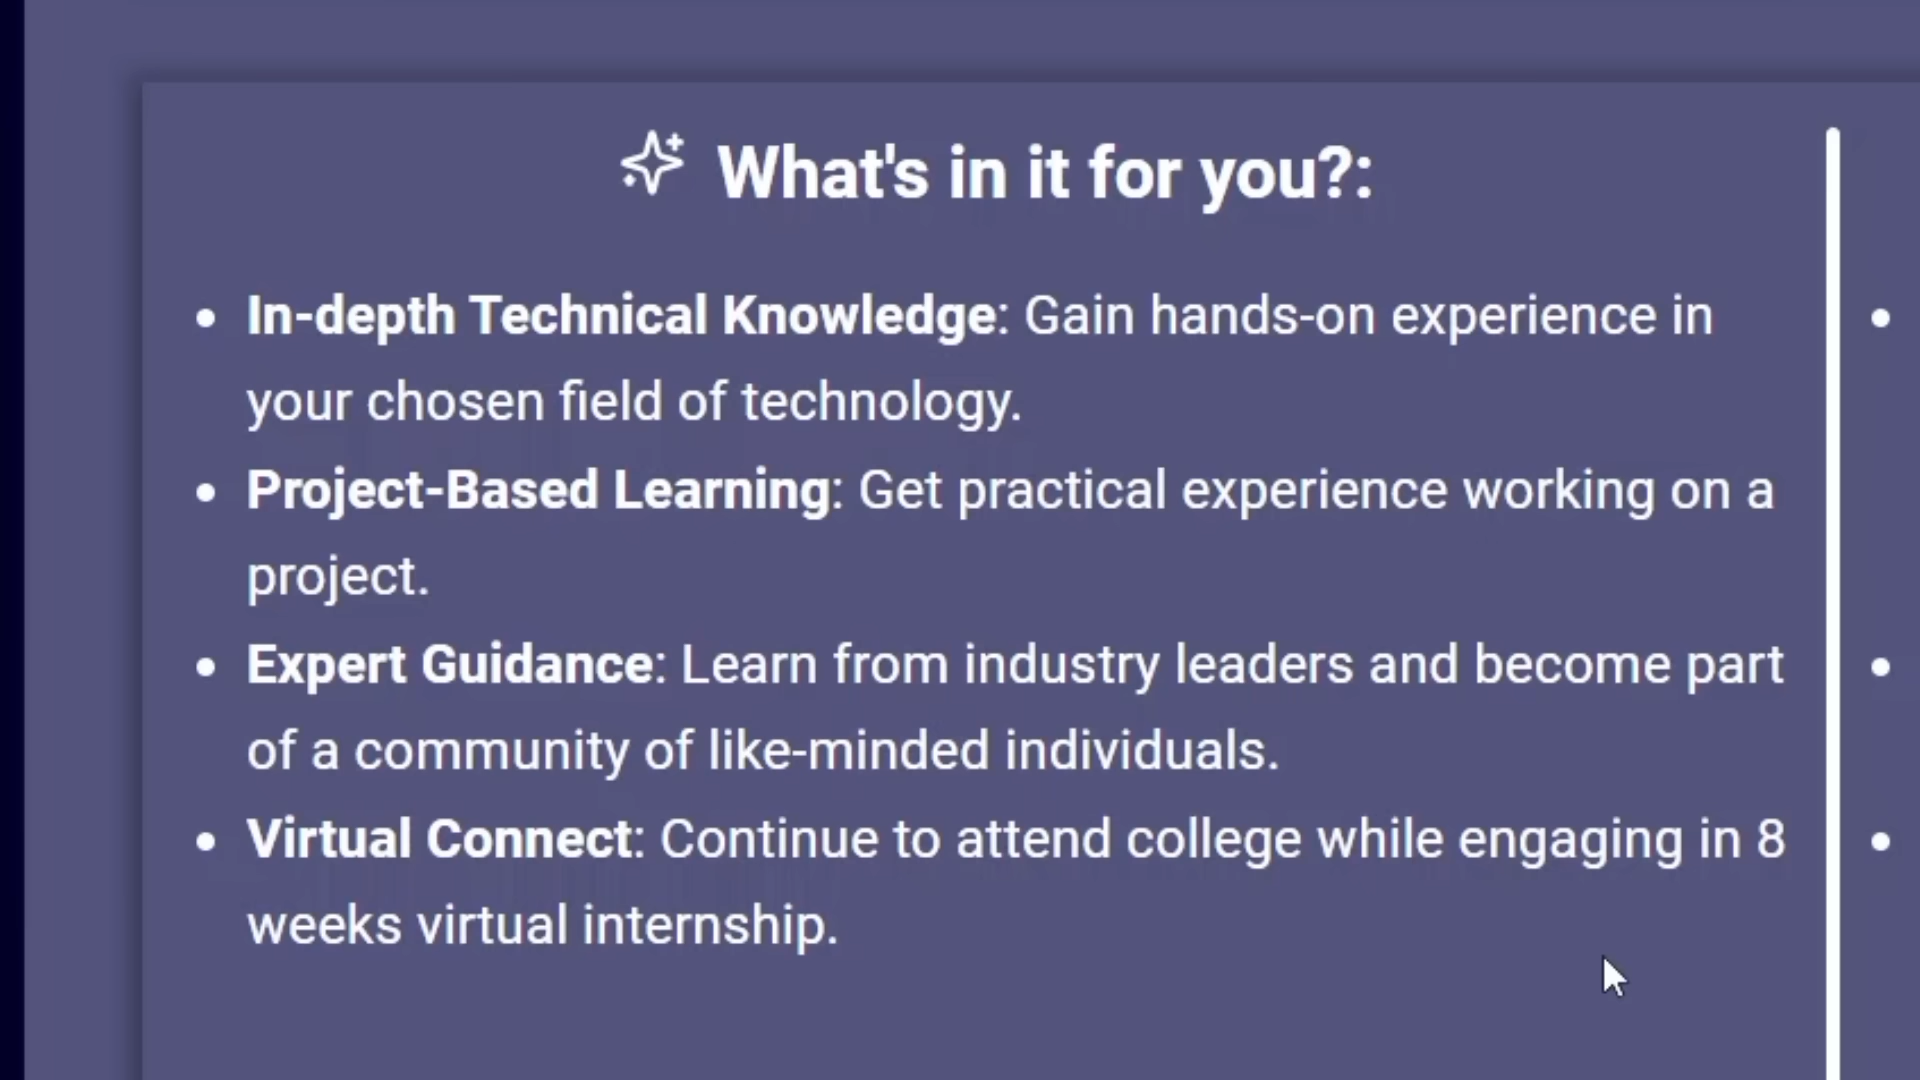 What's in it for you?:
• In-depth Technical Knowledge: Gain hands-on experience in
your chosen field of technology.
• Project-Based Learning: Get practical experience working on a
project.
• Expert Guidance: Learn from industry leaders and become part
of a community of like-minded individuals.
• Virtual Connect: Continue to attend college while engaging in 8
weeks virtual internship.